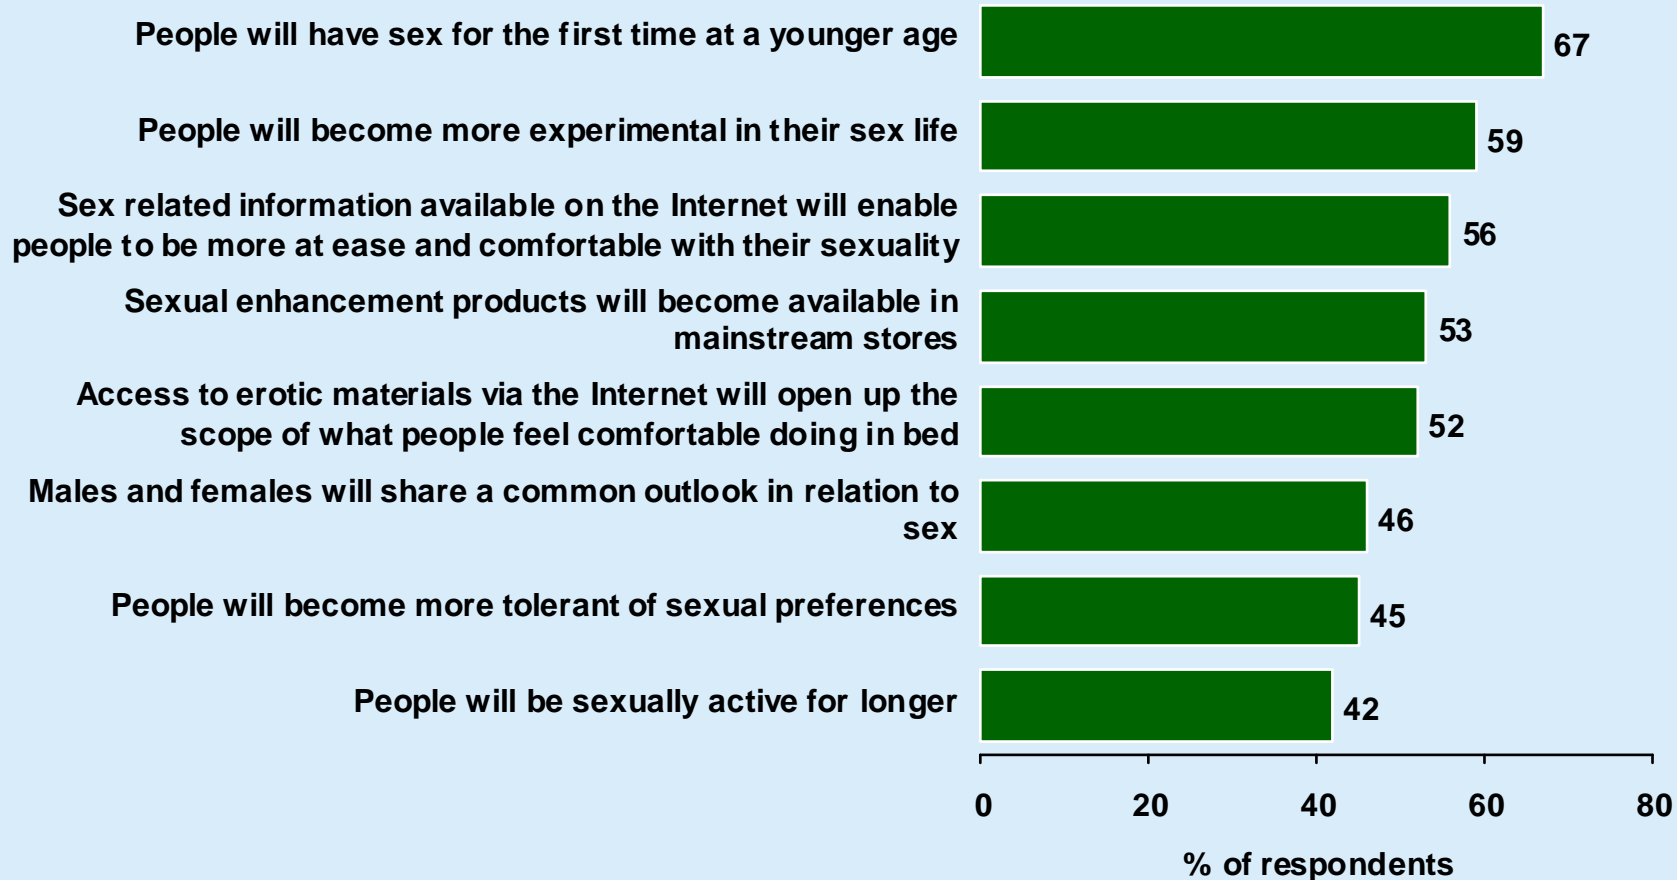 People will have sex for the first time at a younger age
67
People will become more experimental in their sex life
59
Sex related information available on the Internet will enable
people to be more at ease and comfortable with their sexuality
56
Sexual enhancement products will become available in
mainstream stores
53
Access to erotic materials via the Internet will open up the
scope of what people feel comfortable doing in bed
52
Males and females will share a common outlook in relation to
sex
46
People will become more tolerant of sexual preferences
45
People will be sexually active for longer
42
0 20 40 60 80
% of respondents